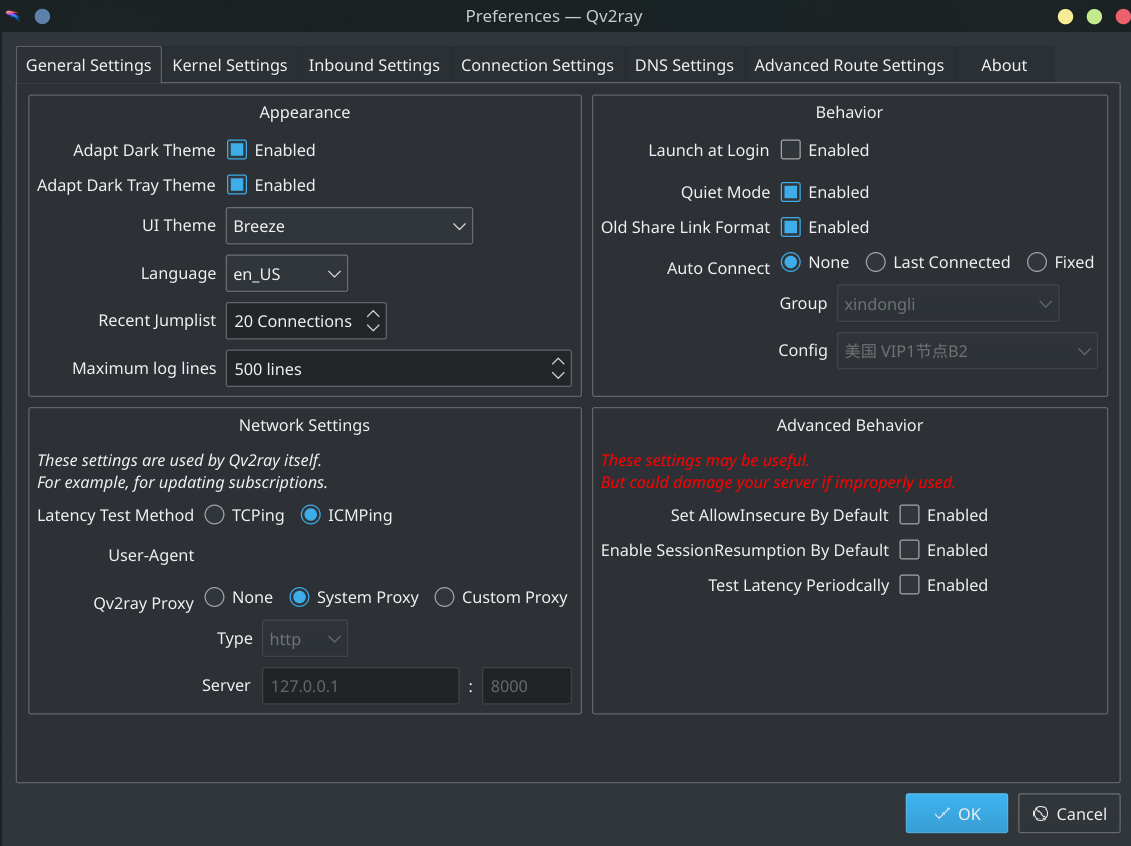 Preferences — Qv2ray
General Settings Kernel Settings Inbound Settings Connection Settings DNS Settings Advanced Route Settings About
Appearance
Adapt Dark Theme Enabled
Adapt Dark Tray Theme Enabled
UI Theme Breeze
Language en_US
Recent Jumplist 20 Connections
Maximum log lines 500 lines
Behavior
Launch at Login Enabled
Quiet Mode Enabled
Old Share Link Format Enabled
Auto Connect None Last Connected Fixed
Group xindongli
Config 美国 VIP1节点B2
Network Settings
These settings are used by Qv2ray itself.
For example, for updating subscriptions.
Latency Test Method TCPing ICMPing
User-Agent
Qv2ray Proxy None System Proxy Custom Proxy
Type http
Server 127.0.0.1 : 8000
Advanced Behavior
These settings may be useful.
But could damage your server if improperly used.
Set AllowInsecure By Default Enabled
Enable SessionResumption By Default Enabled
Test Latency Periodcally Enabled
OK Cancel